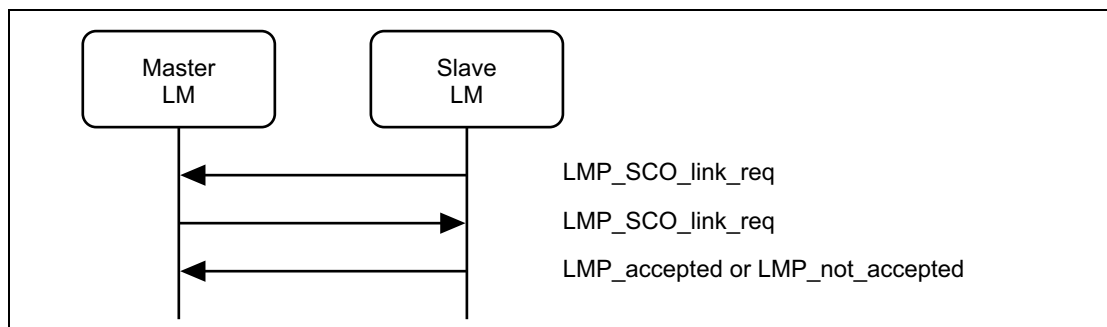 Master
LM
Slave
LM
LMP_SCO_link_req
LMP_SCO_link_req
LMP_accepted or LMP_not_accepted